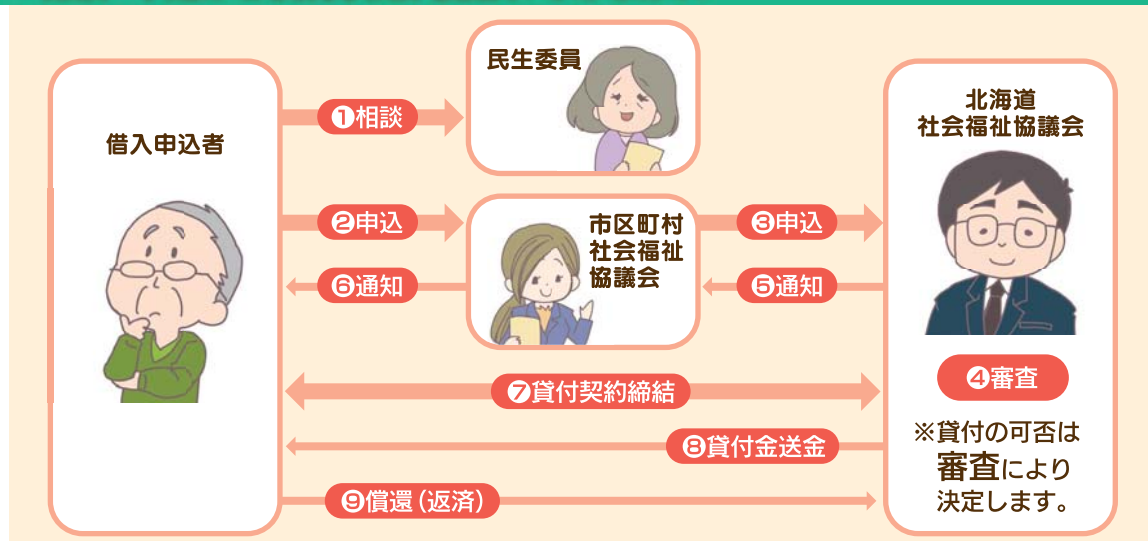 民生委員
借入申込者
❶相談
北海道
社会福祉協議会
❷申込
市区町村
社会福祉
協議会
❸申込
❻通知
❺通知
❹審査
❼貸付契約締結
※貸付の可否は
審査により
決定します。
❽貸付金送金
❾償還（返済）